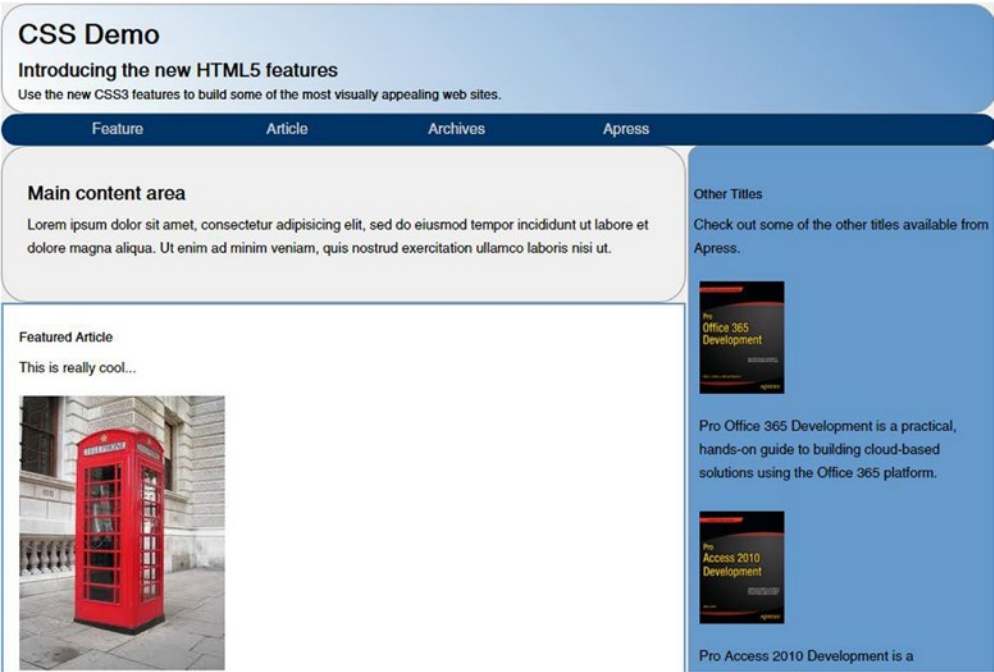 CSS Demo
Introducing the new HTML5 features
Use the new CSS3 features to build some of the most visually appealing web sites.
Feature Article Archives Apress
Main content area
Lorem ipsum dolor sit amet, consectetur adipisicing elit, sed do eiusmod tempor incididunt ut labore et
dolore magna aliqua. Ut enim ad minim veniam, quis nostrud exercitation ullamco laboris nisi ut.
Featured Article
This is really cool...
TELEPHONE
Other Titles
Check out some of the other titles available from
Apress.
Pro
Office 365
Development
Apress
Pro Office 365 Development is a practical,
hands-on guide to building cloud-based
solutions using the Office 365 platform.
Pro
Access 2010
Development
Apress
Pro Access 2010 Development is a